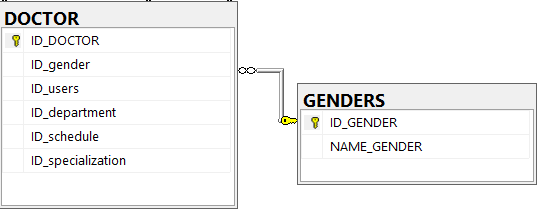 DOCTOR
ID_DOCTOR
ID_gender
ID_users
ID_department
ID_schedule
ID_specialization
GENDERS
ID_GENDER
NAME_GENDER